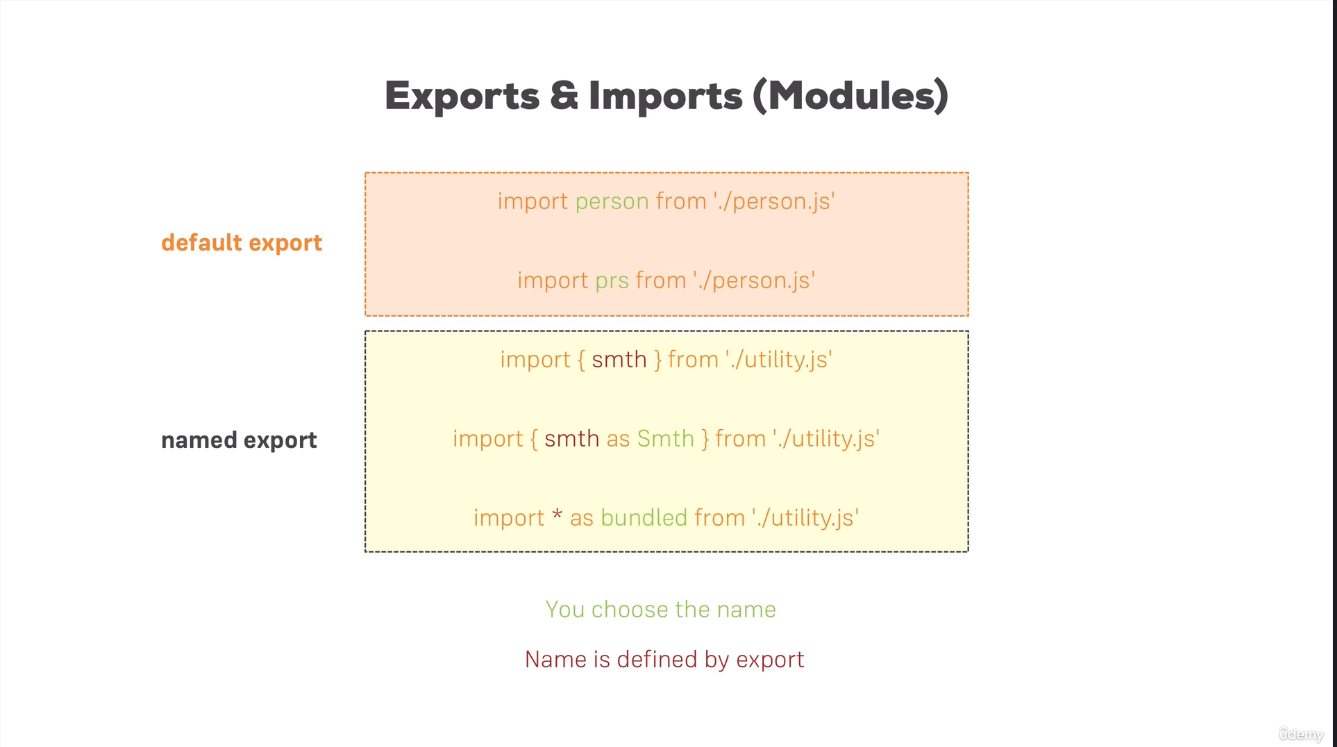 Exports & Imports (Modules)
default export
import person from './person.js'
import prs from './person.js'
named export
import { smth } from './utility.js'
import { smth as Smth } from './utility.js'
import * as bundled from './utility.js'
You choose the name
Name is defined by export
ûdemy